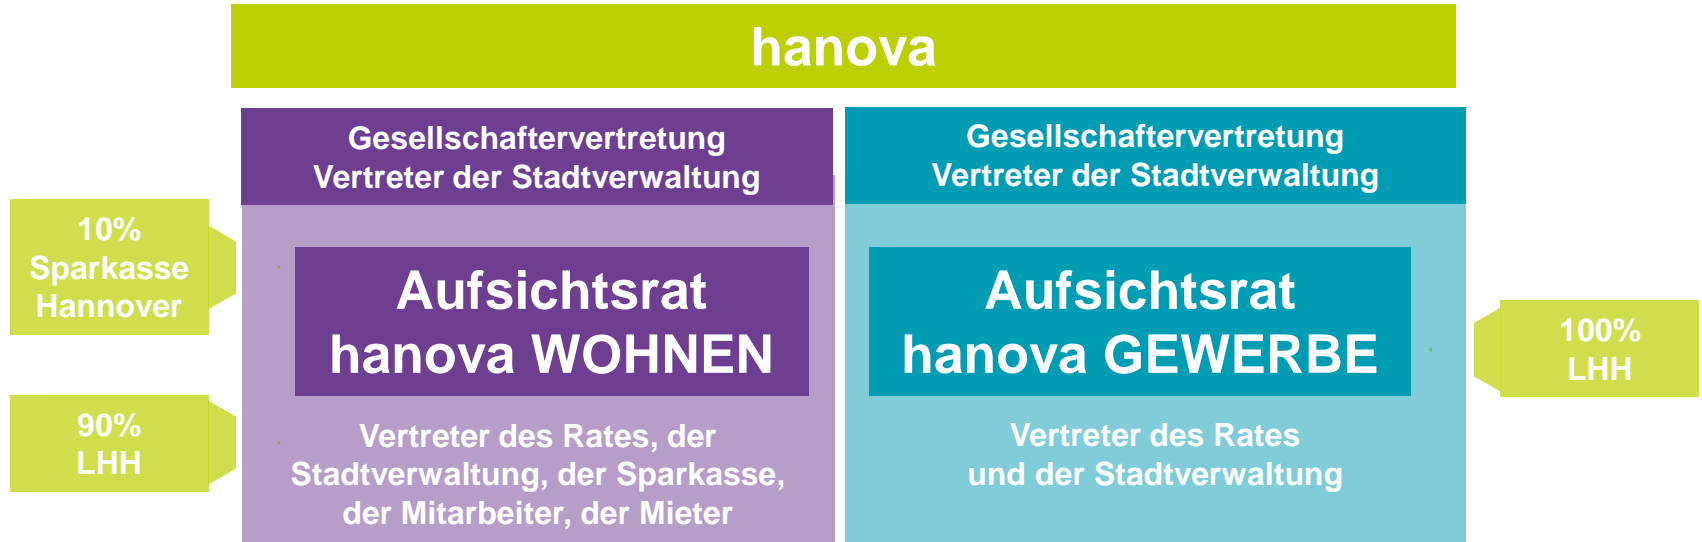 hanova
Gesellschaftervertretung
Vertreter der Stadtverwaltung
Gesellschaftervertretung
Vertreter der Stadtverwaltung
10%
Sparkasse
Hannover
90%
LHH
Aufsichtsrat
hanova WOHNEN
Vertreter des Rates, der
Stadtverwaltung, der Sparkasse,
der Mitarbeiter, der Mieter
Aufsichtsrat
hanova GEWERBE
Vertreter des Rates
und der Stadtverwaltung
100%
LHH